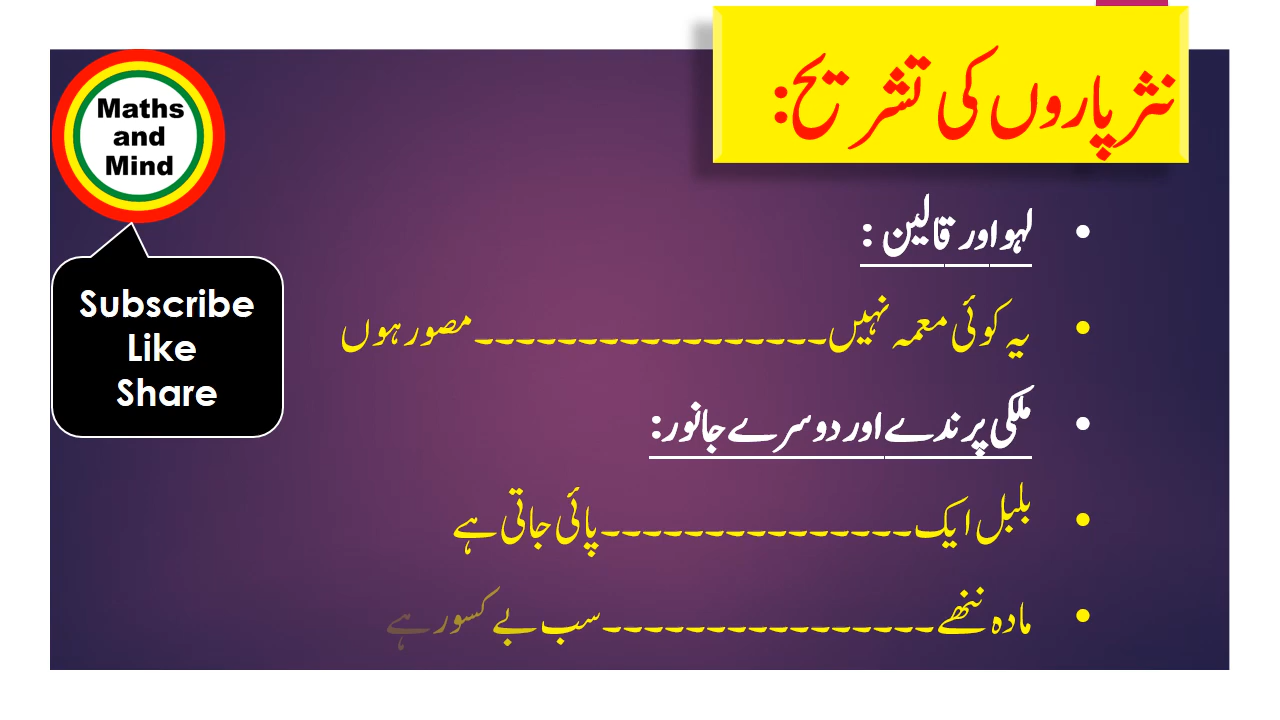 نثر پاروں کی تشریح:
Maths
and
Mind
Subscribe
Like
Share
• لہو اور قالین :
• یہ کوئی معمہ نہیں۔۔۔۔۔۔۔۔۔۔۔۔۔۔۔۔۔مصور ہوں
• ملکی پرندے اور دوسرے جانور:
• بلبل ایک۔۔۔۔۔۔۔۔۔۔۔۔۔۔۔پائی جاتی ہے
• مادہ ننھے۔۔۔۔۔۔۔۔۔۔۔۔۔۔۔۔سب بے کسور ہے